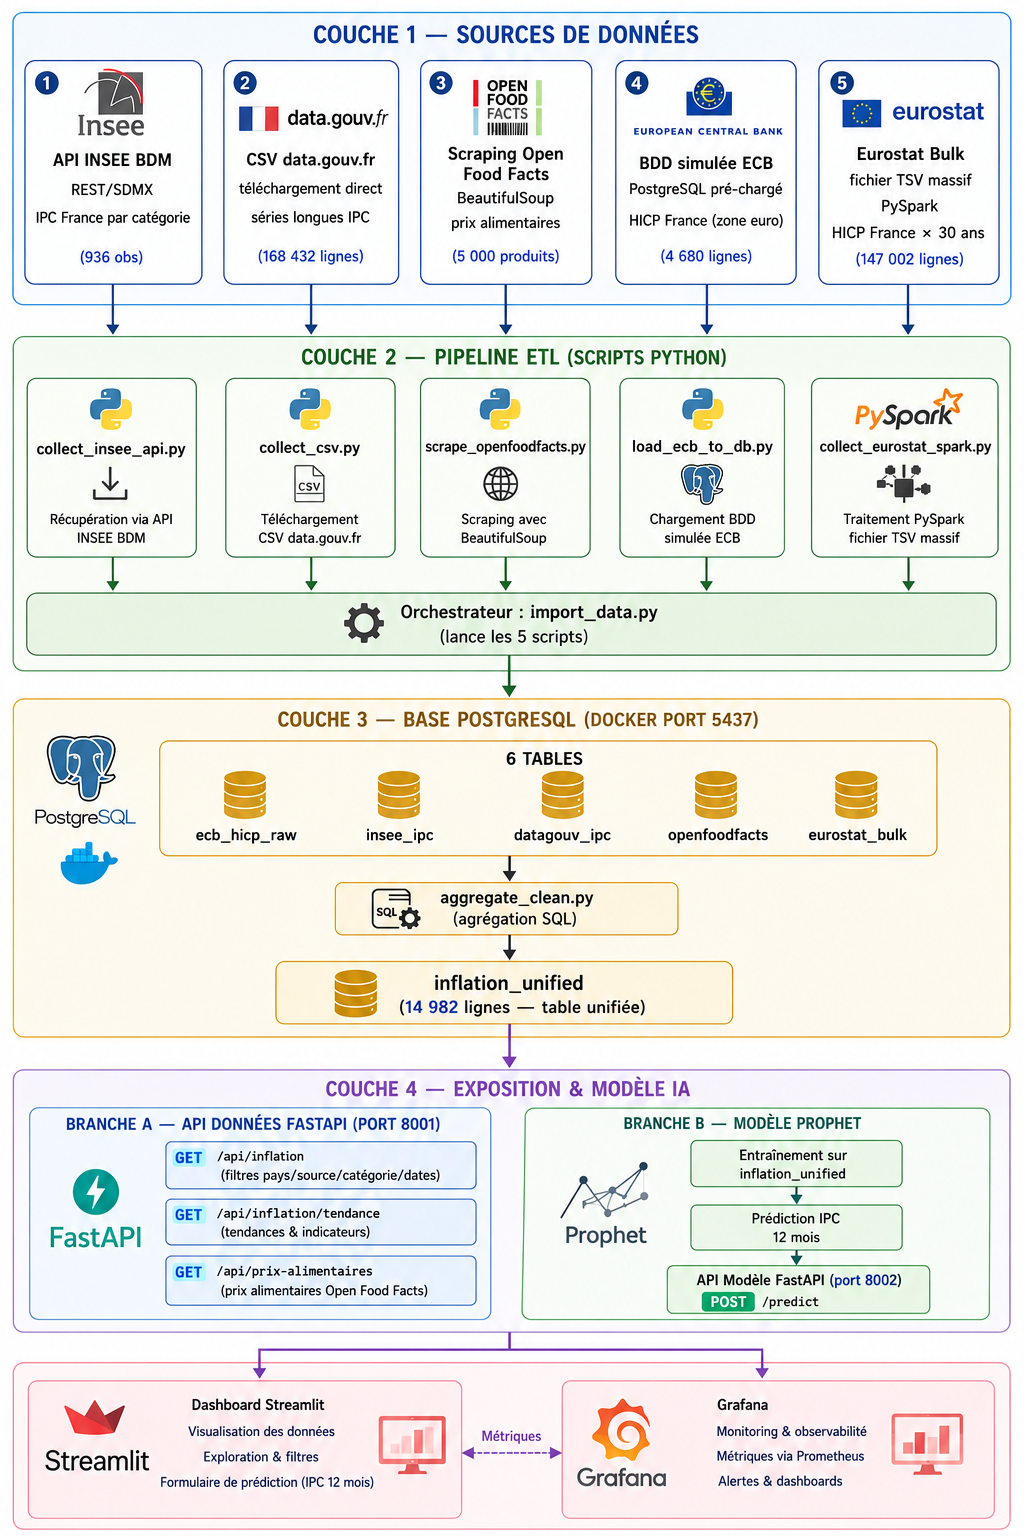 COUCHE 1 — SOURCES DE DONNÉES
1
Insee
API INSEE BDM
REST/SDMX
IPC France par catégorie
(936 obs)
2
data.gouv.fr
CSV data.gouv.fr
téléchargement direct
séries longues IPC
(168 432 lignes)
3
OPEN
FOOD
FACTS
Scraping Open
Food Facts
BeautifulSoup
prix alimentaires
(5 000 produits)
4
EUROPEAN CENTRAL BANK
BDD simulée ECB
PostgreSQL pré-chargé
HICP France (zone euro)
(4 680 lignes)
5
eurostat
Eurostat Bulk
fichier TSV massif
PySpark
HICP France × 30 ans
(147 002 lignes)
COUCHE 2 — PIPELINE ETL (SCRIPTS PYTHON)
collect_insee_api.py
Récupération via API
INSEE BDM
collect_csv.py
CSV
Téléchargement
CSV data.gouv.fr
scrape_openfoodfacts.py
Scraping avec
BeautifulSoup
load_ecb_to_db.py
Chargement BDD
simulée ECB
PySpark
collect_eurostat_spark.py
Traitement PySpark
fichier TSV massif
Orchestrateur : import_data.py
(lance les 5 scripts)
COUCHE 3 — BASE POSTGRESQL (DOCKER PORT 5437)
PostgreSQL
6 TABLES
ecb_hicp_raw
insee_ipc
datagouv_ipc
openfoodfacts
eurostat_bulk
SQL
aggregate_clean.py
(agrégation SQL)
inflation_unified
(14 982 lignes — table unifiée)
COUCHE 4 — EXPOSITION & MODÈLE IA
BRANCHE A — API DONNÉES FASTAPI (PORT 8001)
FastAPI
GET /api/inflation
(filtres pays/source/catégorie/dates)
GET /api/inflation/tendance
(tendances & indicateurs)
GET /api/prix-alimentaires
(prix alimentaires Open Food Facts)
BRANCHE B — MODÈLE PROPHET
Prophet
Entraînement sur
inflation_unified
Prédiction IPC
12 mois
API Modèle FastAPI (port 8002)
POST /predict
Streamlit
Dashboard Streamlit
Visualisation des données
Exploration & filtres
Formulaire de prédiction (IPC 12 mois)
Métriques
Grafana
Grafana
Monitoring & observabilité
Métriques via Prometheus
Alertes & dashboards